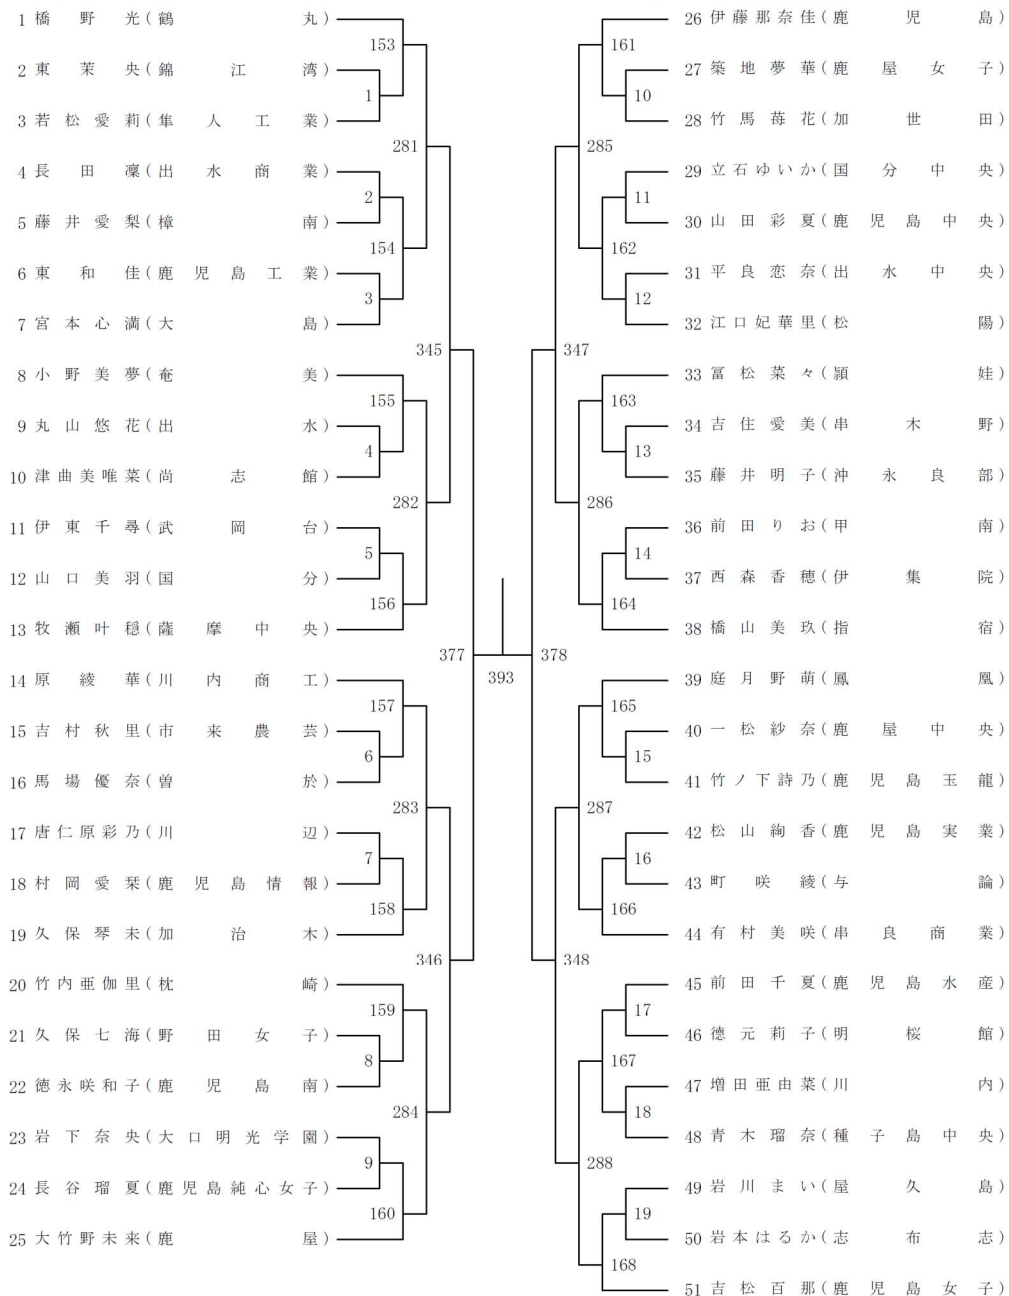 1 橋野光(鶴丸)
153
2 東茉央(錦江湾)
1
3 若松愛莉(隼人工業)
281
4 長田凜(出水商業)
2
5 藤井愛梨(樟南)
154
6 東和佳(鹿児島工業)
3
7 宮本心満(大島)
345
8 小野美夢(奄美)
155
9 丸山悠花(出水)
4
10 津曲美唯菜(尚志館)
282
11 伊東千尋(武岡台)
5
12 山口美羽(国分)
156
13 牧瀬叶穏(薩摩中央)
377
14 原綾華(川内商工)
157
15 吉村秋里(市来農芸)
6
16 馬場優奈(曽於)
283
17 唐仁原彩乃(川辺)
7
18 村岡愛栞(鹿児島情報)
158
19 久保琴未(加治木)
346
20 竹内亜伽里(枕崎)
159
21 久保七海(野田女子)
8
22 徳永咲和子(鹿児島南)
284
23 岩下奈央(大口明光学園)
9
24 長谷瑠夏(鹿児島純心女子)
160
25 大竹野未来(鹿屋)
393
26 伊藤那奈佳(鹿児島)
161
27 築地夢華(鹿屋女子)
10
28 竹馬苺花(加世田)
285
29 立石ゆいか(国分中央)
11
30 山田彩夏(鹿児島中央)
162
31 平良恋奈(出水中央)
12
32 江口妃華里(松陽)
347
33 冨松菜々(頴娃)
163
34 吉住愛美(串木野)
13
35 藤井明子(沖永良部)
286
36 前田りお(甲南)
14
37 西森香穂(伊集院)
164
38 橋山美玖(指宿)
378
39 庭月野萌(鳳凰)
165
40 一松紗奈(鹿屋中央)
15
41 竹ノ下詩乃(鹿児島玉龍)
287
42 松山絢香(鹿児島実業)
16
43 町咲綾(与論)
166
44 有村美咲(串良商業)
348
45 前田千夏(鹿児島水産)
17
46 徳元莉子(明桜館)
167
47 増田亜由菜(川内)
18
48 青木瑠奈(種子島中央)
288
49 岩川まい(屋久島)
19
50 岩本はるか(志布志)
168
51 吉松百那(鹿児島女子)